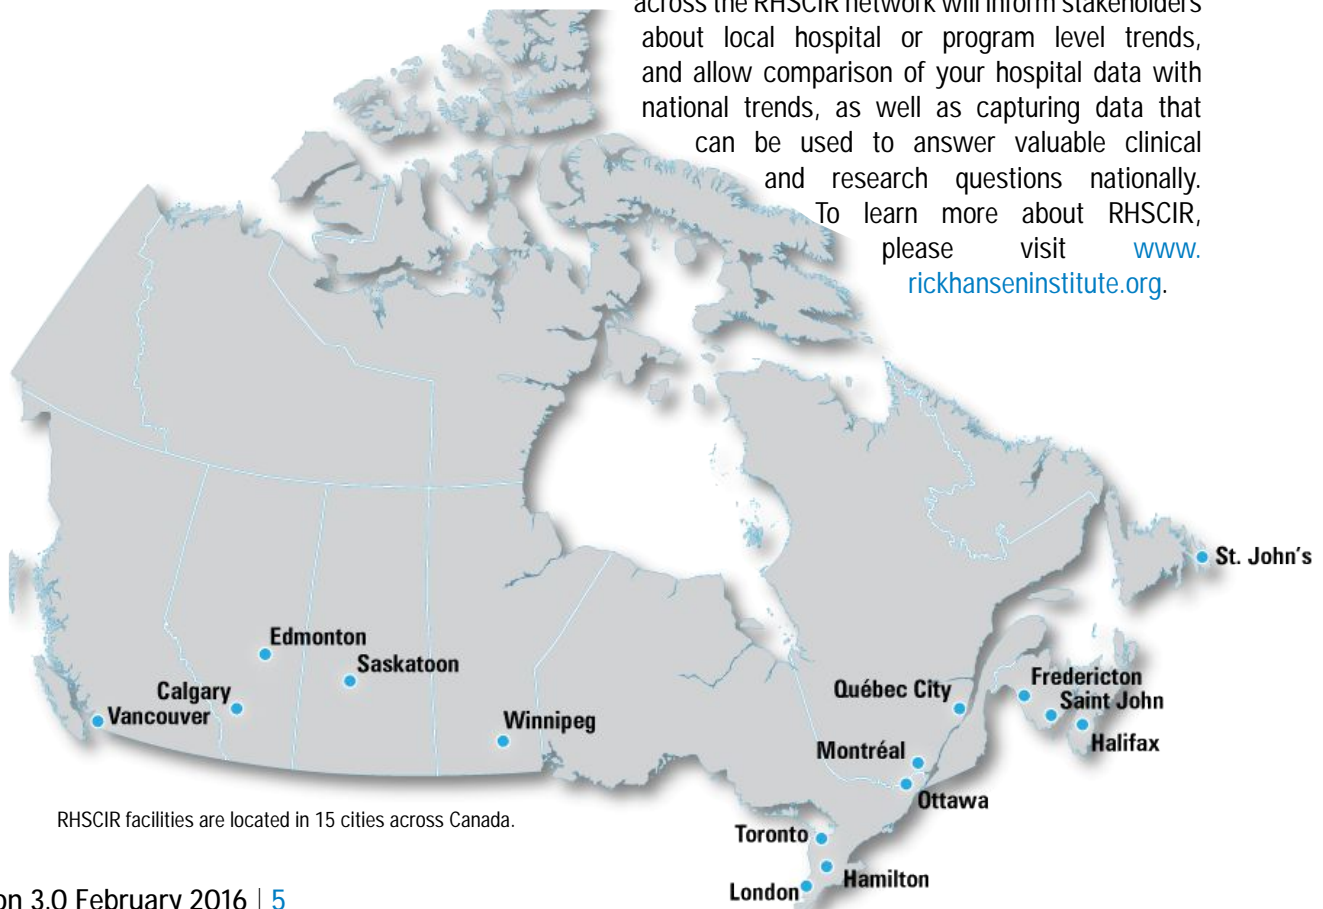 across the RHSCIR network will inform stakeholders
about local hospital or program level trends,
and allow comparison of your hospital data with
national trends, as well as capturing data that
can be used to answer valuable clinical
and research questions nationally.
To learn more about RHSCIR,
please visit www.
rickhanseninstitute.org.
St. John's
Edmonton
Saskatoon
Calgary
Vancouver
Winnipeg
Québec City
Fredericton
Saint John
Halifax
Montréal
Ottawa
Toronto
Hamilton
London
RHSCIR facilities are located in 15 cities across Canada.
on 3.0 February 2016 | 5